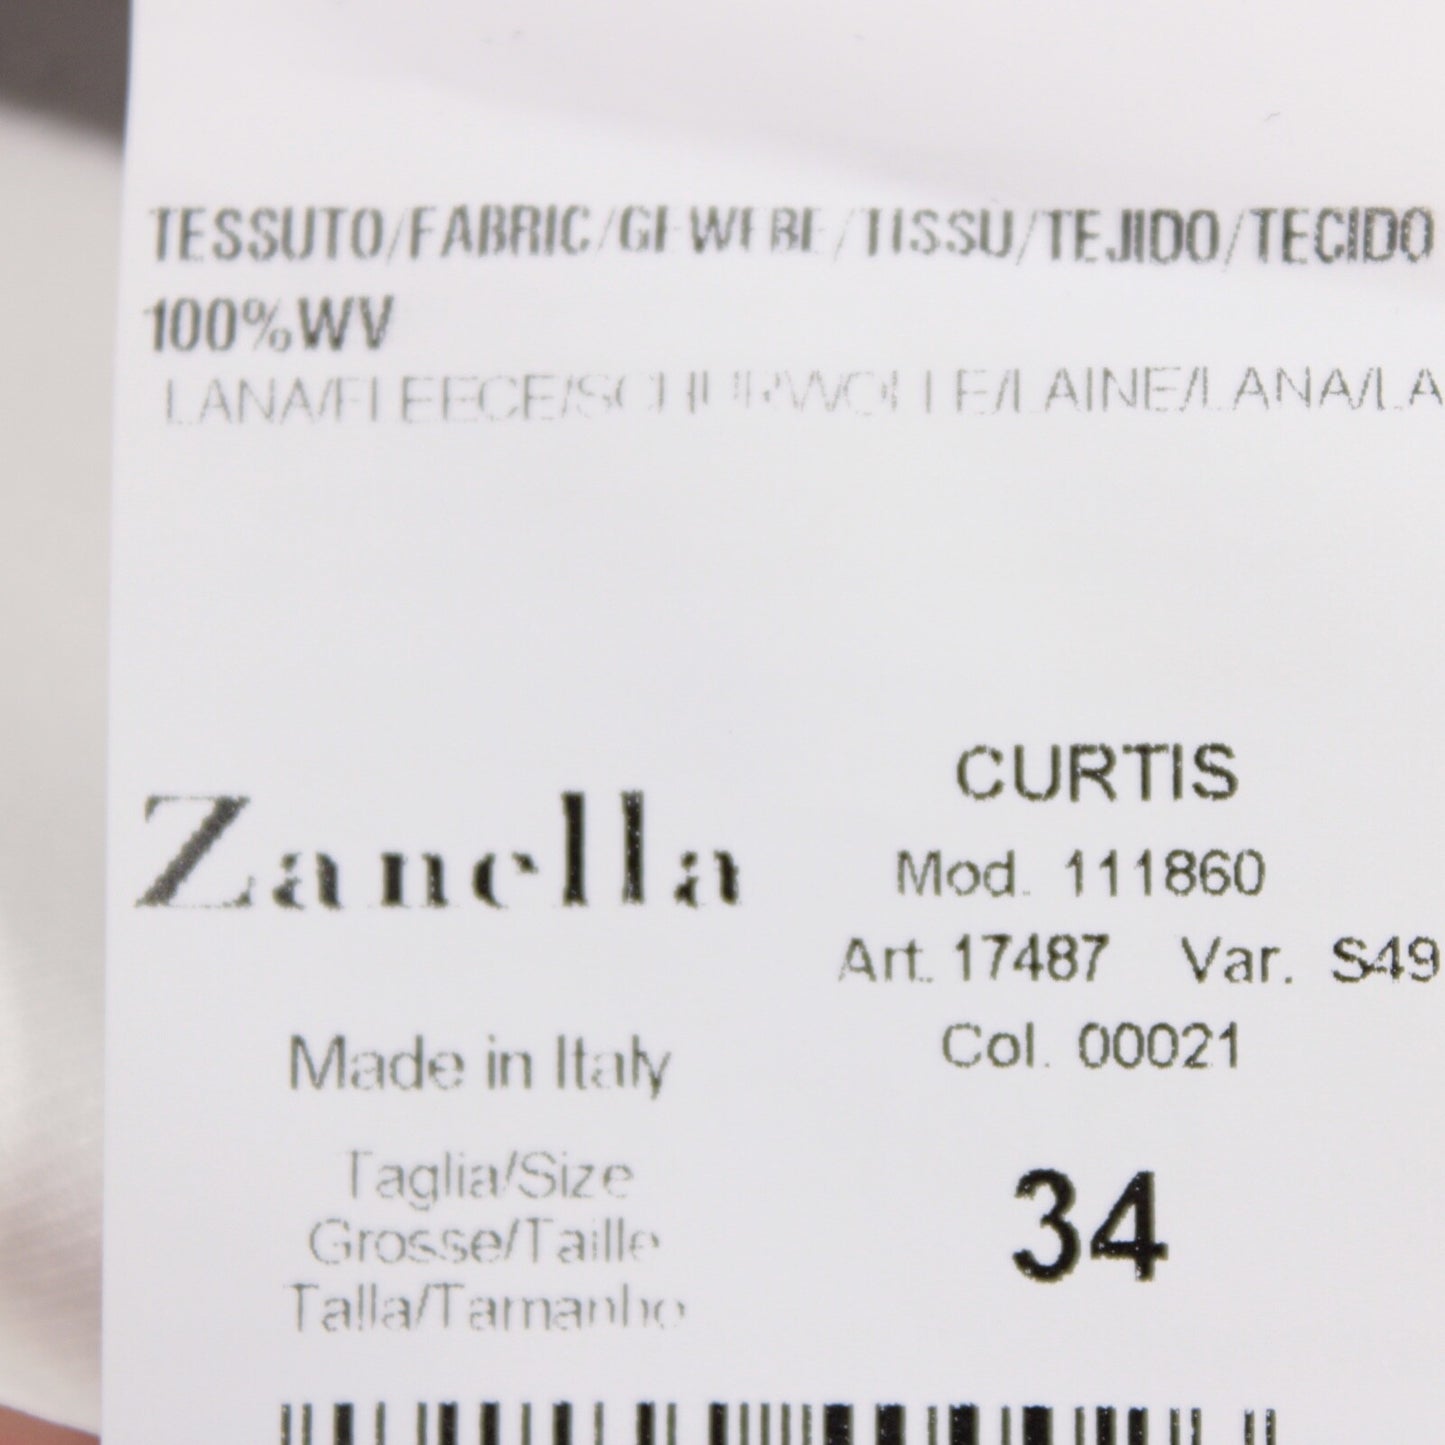 TESSUTO/FABRIC/GEWEBE/TISSU/TEJIDO/TECIDO
100%WV
LANA/FLEECE/SCHURWOLLE/LAINE/LANA/LA
Zanella
Made in Italy
CURTIS
Mod. 111860
Art. 17487 Var. S49
Col. 00021
Taglia/Size
Grosse/Taille
Talla/Tamanho
34